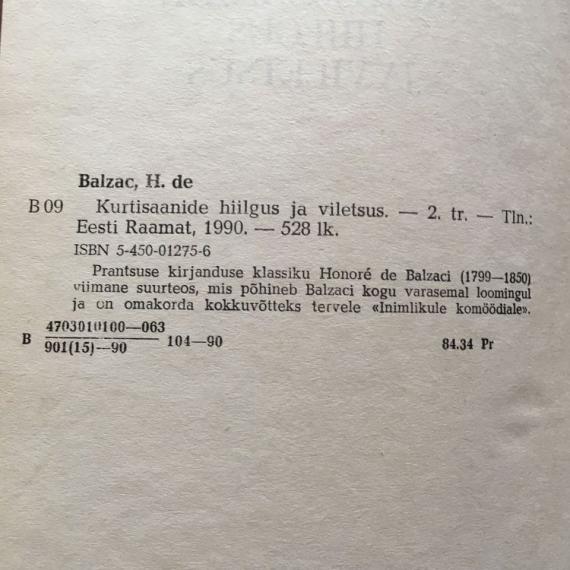 Balzac, H. de
B 09 Kurtisaanide hiilgus ja viletsus. — 2. tr. — Tln.:
Eesti Raamat, 1990. — 528 lk.
ISBN 5-450-01275-6
Prantsuse kirjanduse klassiku Honoré de Balzaci (1799—1850)
viimane suurteos, mis põhineb Balzaci kogu varasemal loomingul
ja on omakorda kokkuvõtteks tervele «Inimlikule komöödiale».
4703010100—063
B 901(15)—90 104—90 84.34 Pr